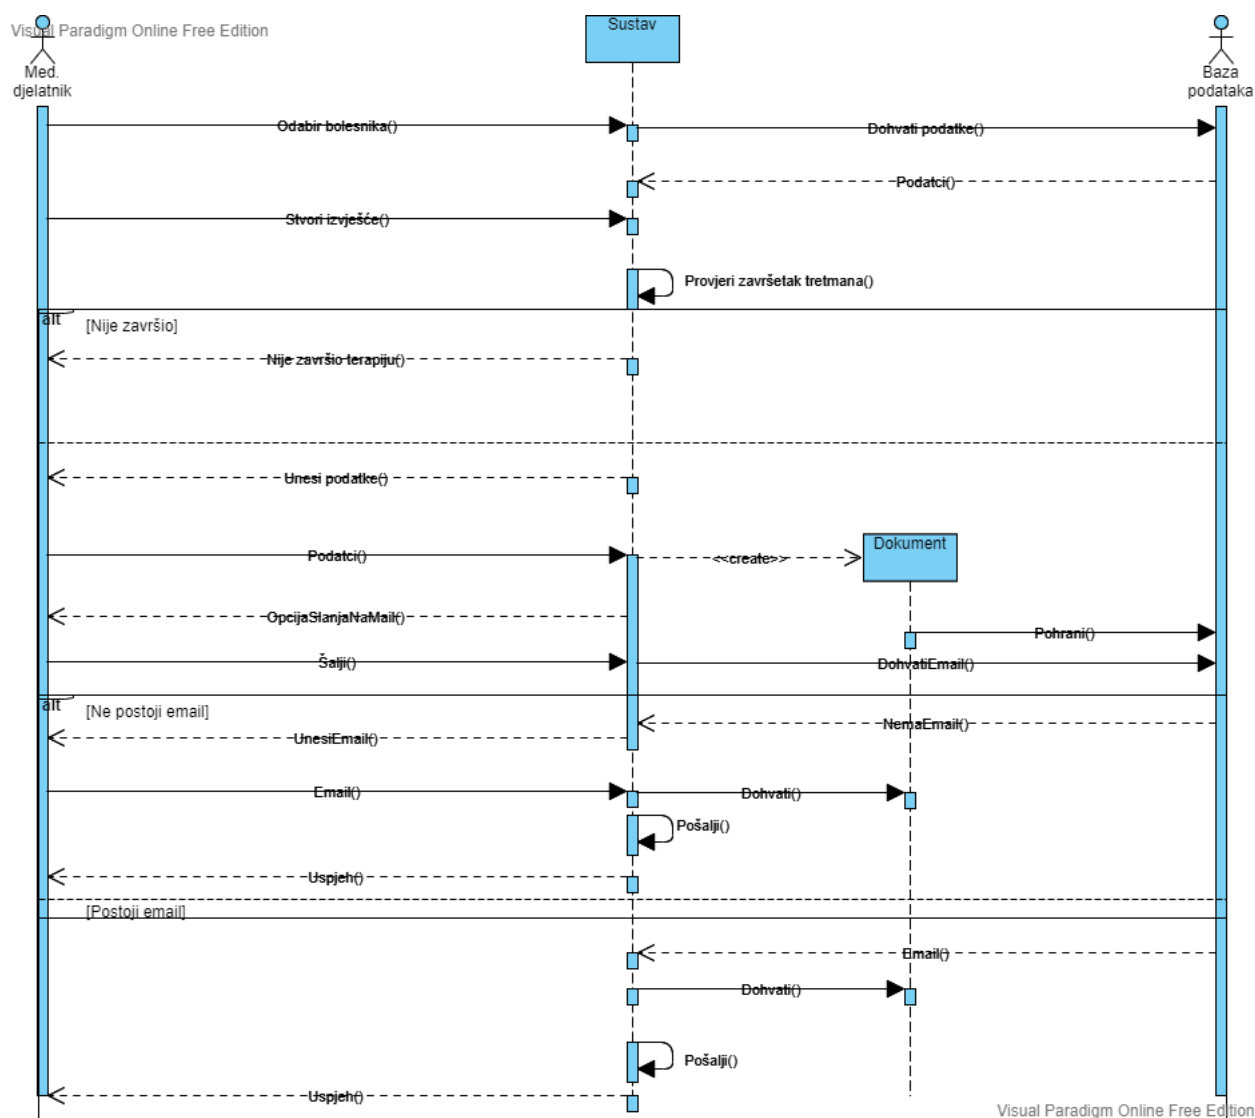 Visual Paradigm Online Free Edition
Sustav
Med.
djelatnik
Baza
podataka
Odabir bolesnika()
Dohvati podatke()
Podatci()
Stvori izvješće()
Provjeri završetak tretmana()
alt
[Nije završio]
Nije završio terapiju()
Unesi podatke()
Podatci()
<<create>>
Dokument
OpcijaSlanjaNaMail()
Pohrani()
Šalji()
DohvatiEmail()
alt
[Ne postoji email]
NemaEmail()
UnesiEmail()
Email()
Dohvati()
Pošalji()
Uspjeh()
[Postoji email]
Email()
Dohvati()
Pošalji()
Uspjeh()
Visual Paradigm Online Free Edition